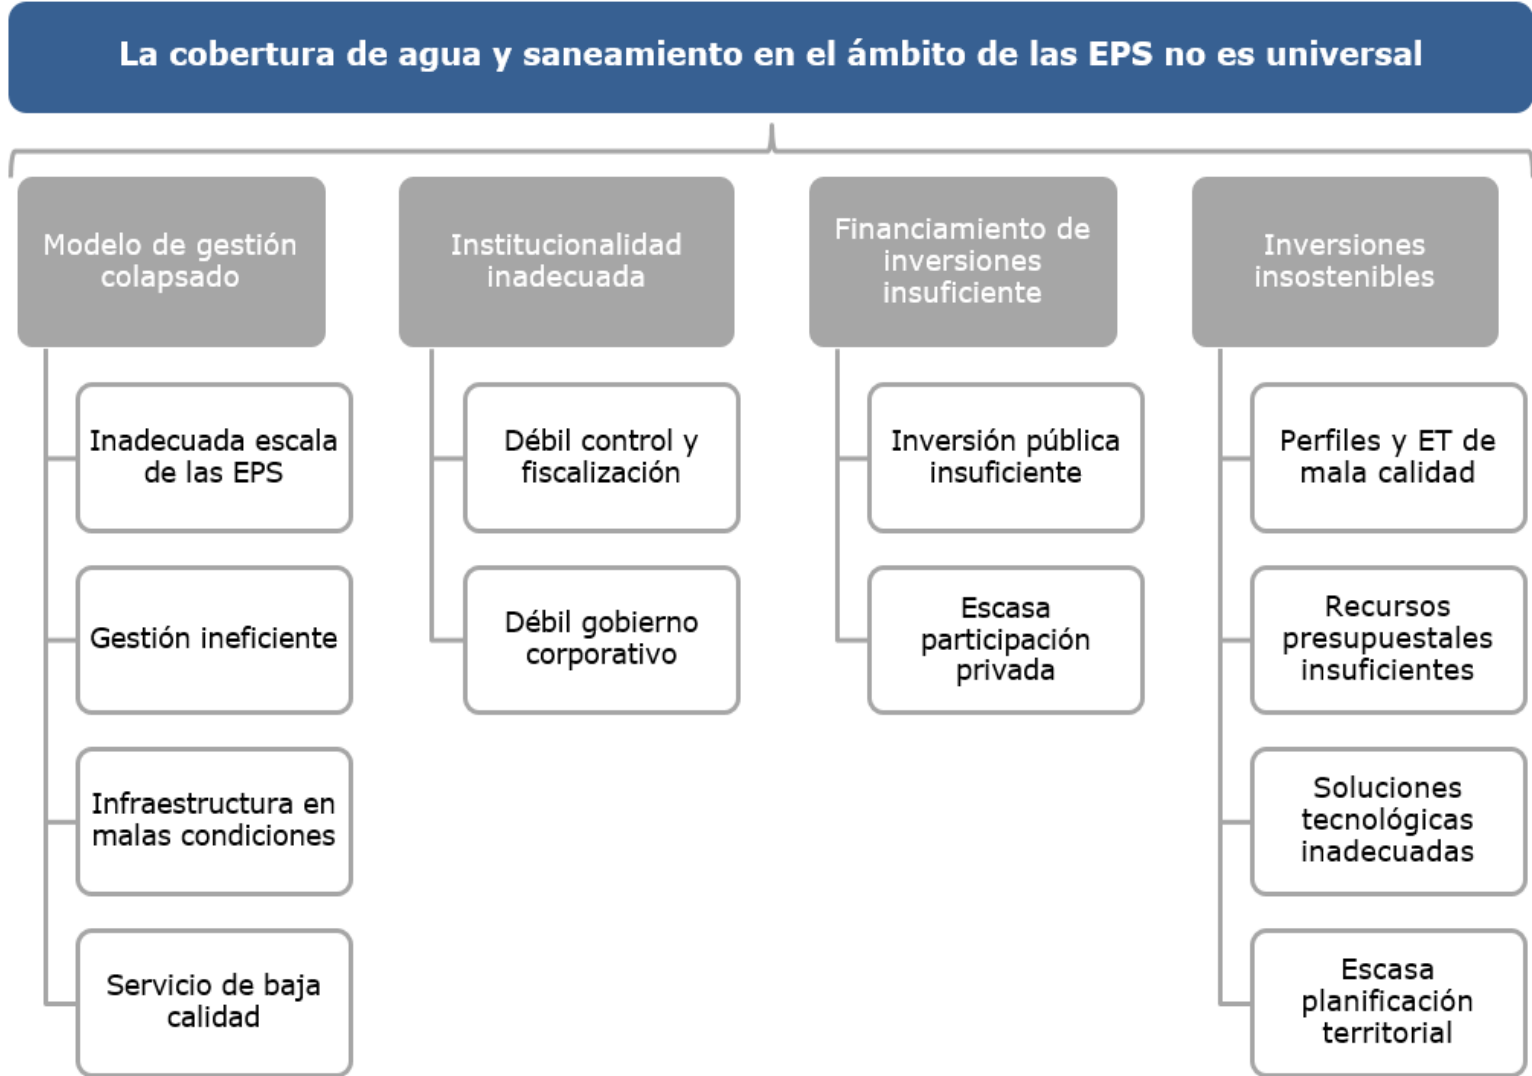 La cobertura de agua y saneamiento en el ámbito de las EPS no es universal
Modelo de gestión
colapsado
Inadecuada escala
de las EPS
Gestión ineficiente
Infraestructura en
malas condiciones
Servicio de baja
calidad
Institucionalidad
inadecuada
Débil control y
fiscalización
Débil gobierno
corporativo
Financiamiento de
inversiones
insuficiente
Inversión pública
insuficiente
Escasa
participación
privada
Inversiones
insostenibles
Perfiles y ET de
mala calidad
Recursos
presupuestales
insuficientes
Soluciones
tecnológicas
inadecuadas
Escasa
planificación
territorial